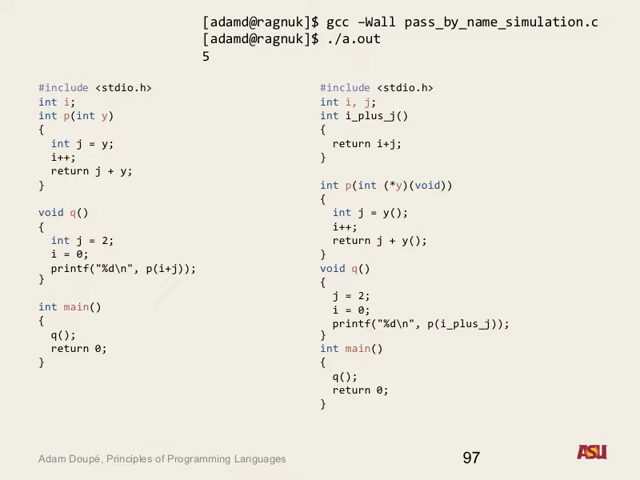 [adamd@ragnuk]$ gcc –Wall pass_by_name_simulation.c
[adamd@ragnuk]$ ./a.out
5
#include <stdio.h>
int i;
int p(int y)
{
int j = y;
i++;
return j + y;
}
void q()
{
int j = 2;
i = 0;
printf("%d\n", p(i+j));
}
int main()
{
q();
return 0;
}
#include <stdio.h>
int i, j;
int i_plus_j()
{
return i+j;
}
int p(int (*y)(void))
{
int j = y();
i++;
return j + y();
}
void q()
{
j = 2;
i = 0;
printf("%d\n", p(i_plus_j));
}
int main()
{
q();
return 0;
}
Adam Doupé, Principles of Programming Languages
97
ASU